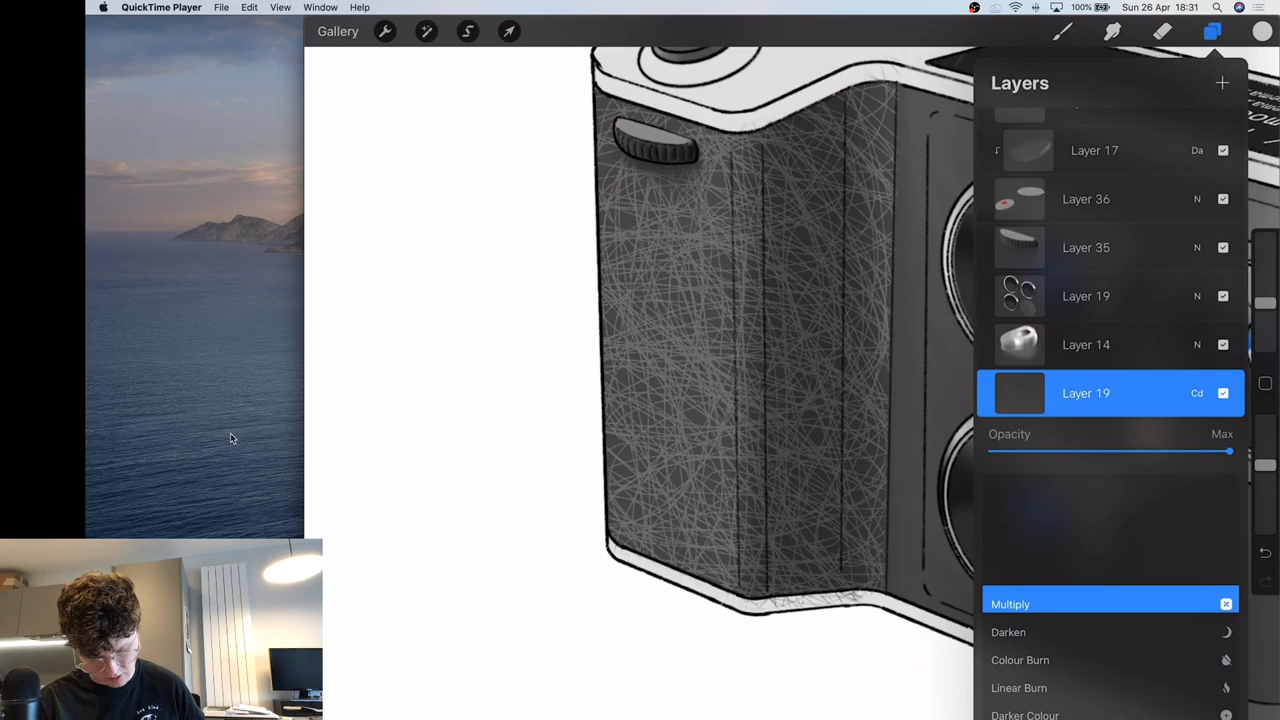 QuickTime Player File Edit View Window Help 100% Sun 26 Apr 18:31
Gallery
Layers
Layer 17 Da
Layer 36 N
Layer 35 N
Layer 19 N
Layer 14 N
Layer 19 Cd
Opacity Max
Multiply
Darken
Colour Burn
Linear Burn
Darker Colour